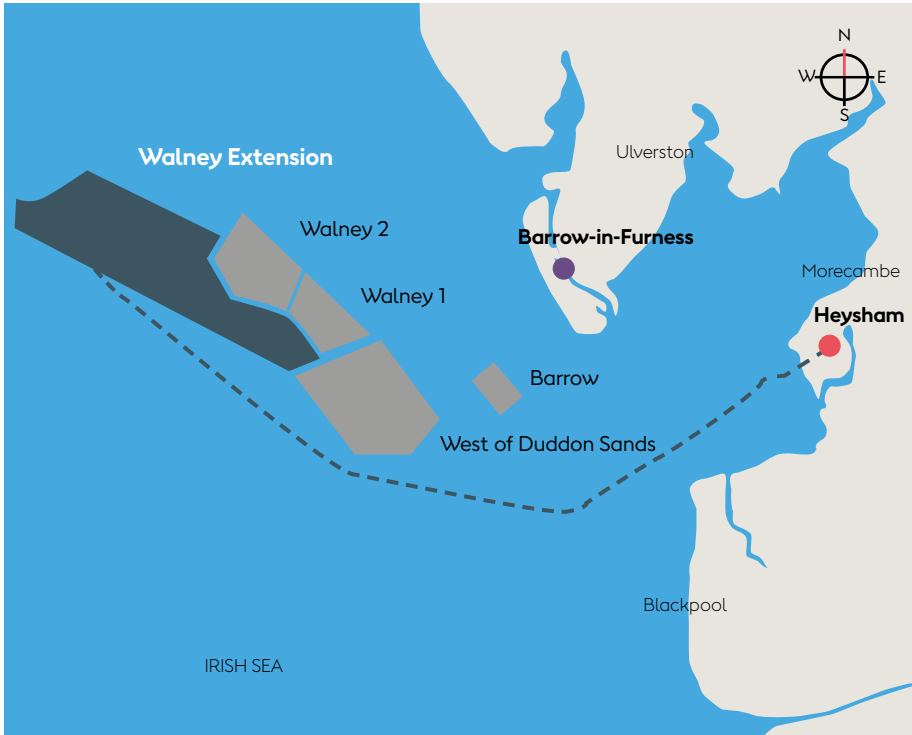 N
W E
S
Ulverston
Walney Extension
Walney 2
Barrow-in-Furness
Morecambe
Walney 1
Heysham
Barrow
West of Duddon Sands
Blackpool
IRISH SEA